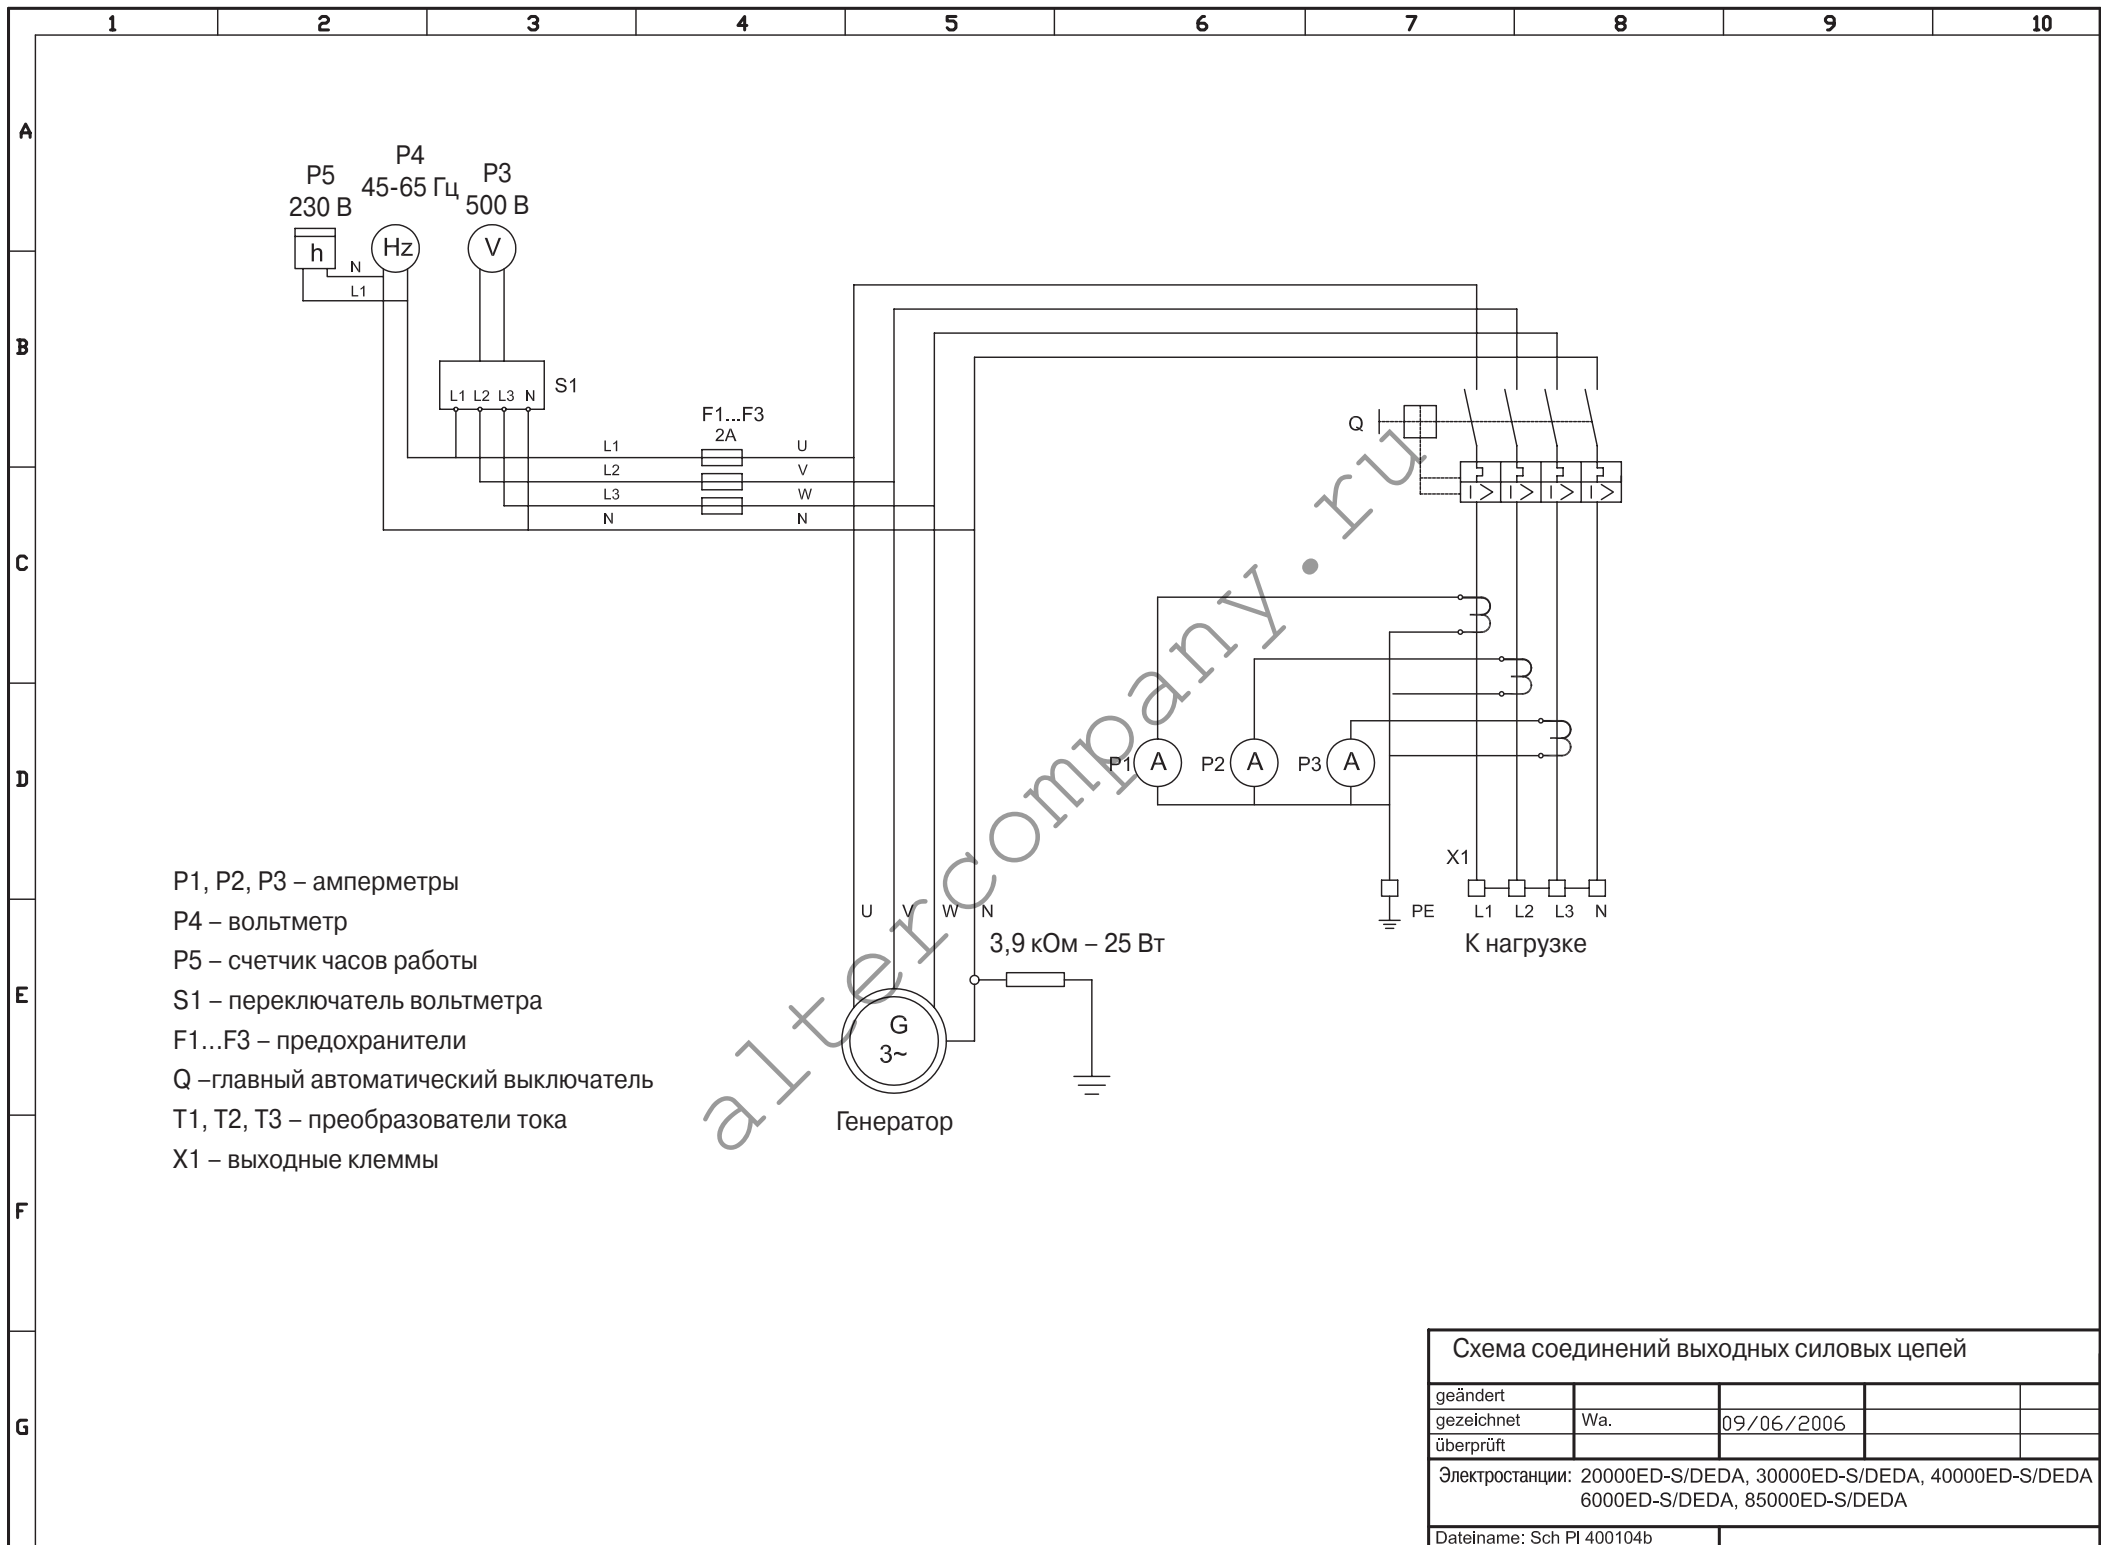 1 2 3 4 5 6 7 8 9 10
A
B
C
D
E
F
G
P5
230 В
P4
45-65 Гц
P3
500 В
h
Hz
V
N
L1
L1 L2 L3 N
S1
F1...F3
2A
L1 U
L2 V
L3 W
N N
Q
I > I > I > I >
P1 A P2 A P3 A
X1
PE L1 L2 L3 N
К нагрузке
U V W N
3,9 кОм – 25 Вт
G
3~
Генератор
P1, P2, P3 – амперметры
P4 – вольтметр
P5 – счетчик часов работы
S1 – переключатель вольтметра
F1...F3 – предохранители
Q –главный автоматический выключатель
T1, T2, T3 – преобразователи тока
X1 – выходные клеммы
altercompany.ru
Схема соединений выходных силовых цепей
geändert
gezeichnet Wa. 09/06/2006
überprüft
Электростанции: 20000ED-S/DEDA, 30000ED-S/DEDA, 40000ED-S/DEDA
6000ED-S/DEDA, 85000ED-S/DEDA
Dateiname: Sch Pl 400104b